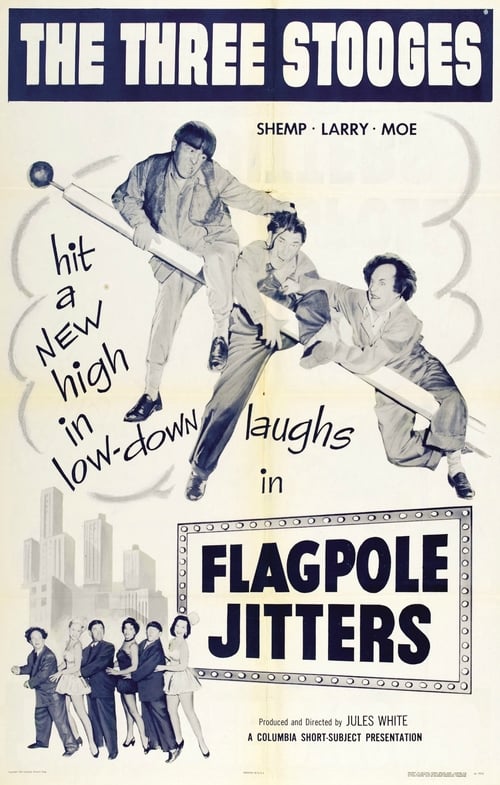 THE THREE STOOGES
SHEMP · LARRY · MOE
hit
a
NEW
high
in
low-down
laughs
in
FLAGPOLE
JITTERS
Produced and Directed by JULES WHITE
A COLUMBIA SHORT-SUBJECT PRESENTATION